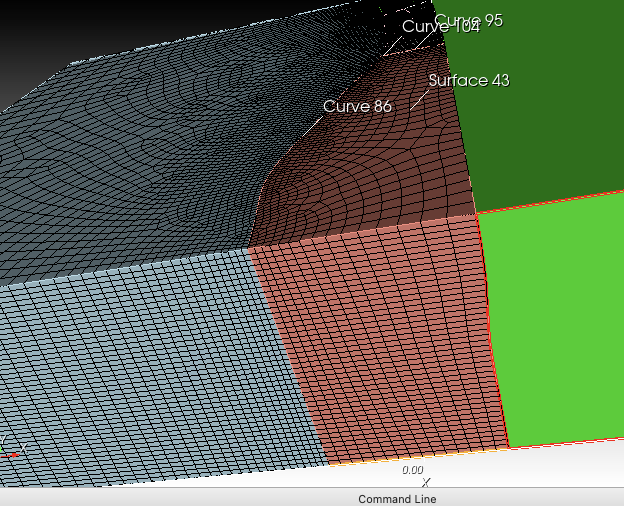 Curve 95
Curve 104
Surface 43
Curve 86
0.00
X
Command Line